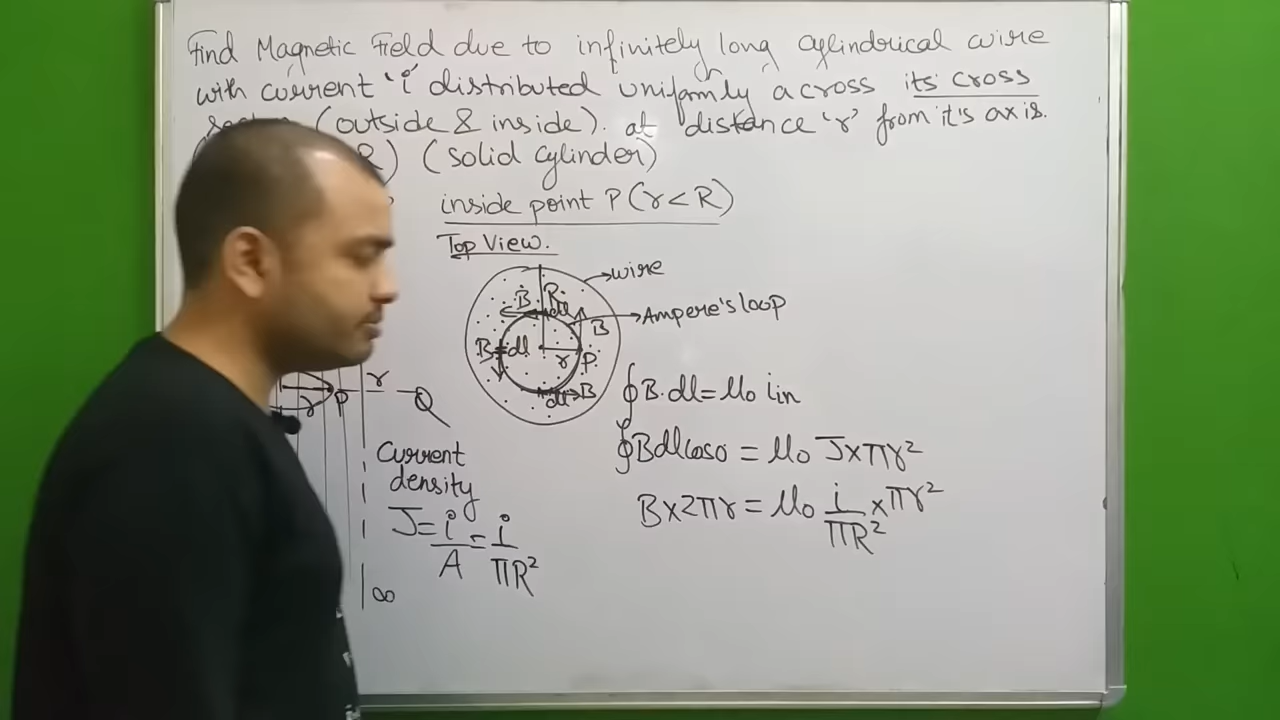 Find Magnetic Field due to infinitely long cylindrical wire
with current 'i' distributed uniformly across its cross
(outside & inside). at distance 'r' from it's axis.
R) (solid cylinder)
inside point P(r<R)
Top View.
wire
B R dl
Ampere's loop
B
B dl r P
dl B
r Q
r P
∮B.dl=μ₀ iin
Current
density
∮Bdlcos0 = μ₀ J×πr²
J=i/A=i/πR²
B×2πr=μ₀ i/πR² ×πr²
∞